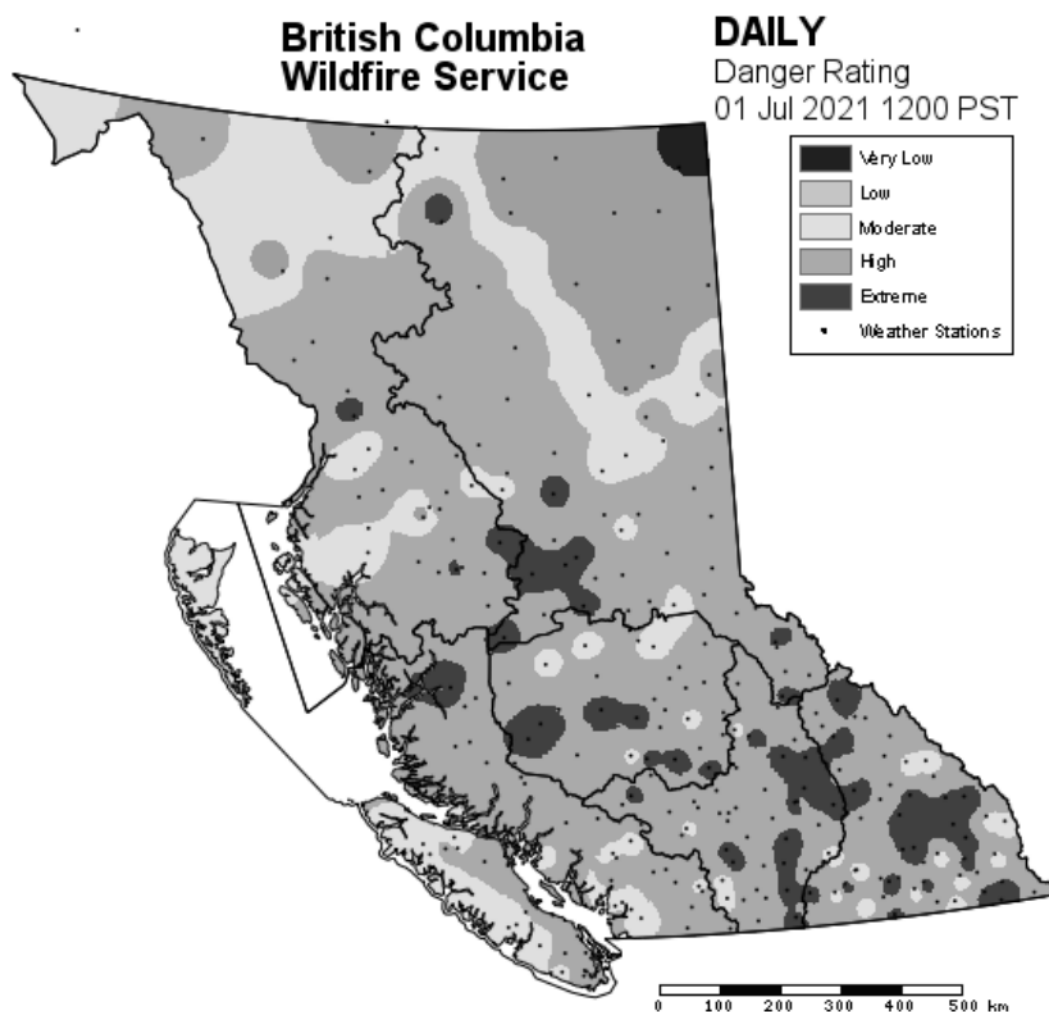 British Columbia
Wildfire Service
DAILY
Danger Rating
01 Jul 2021 1200 PST
Very Low
Low
Moderate
High
Extreme
Weather Stations
0 100 200 300 400 500 km